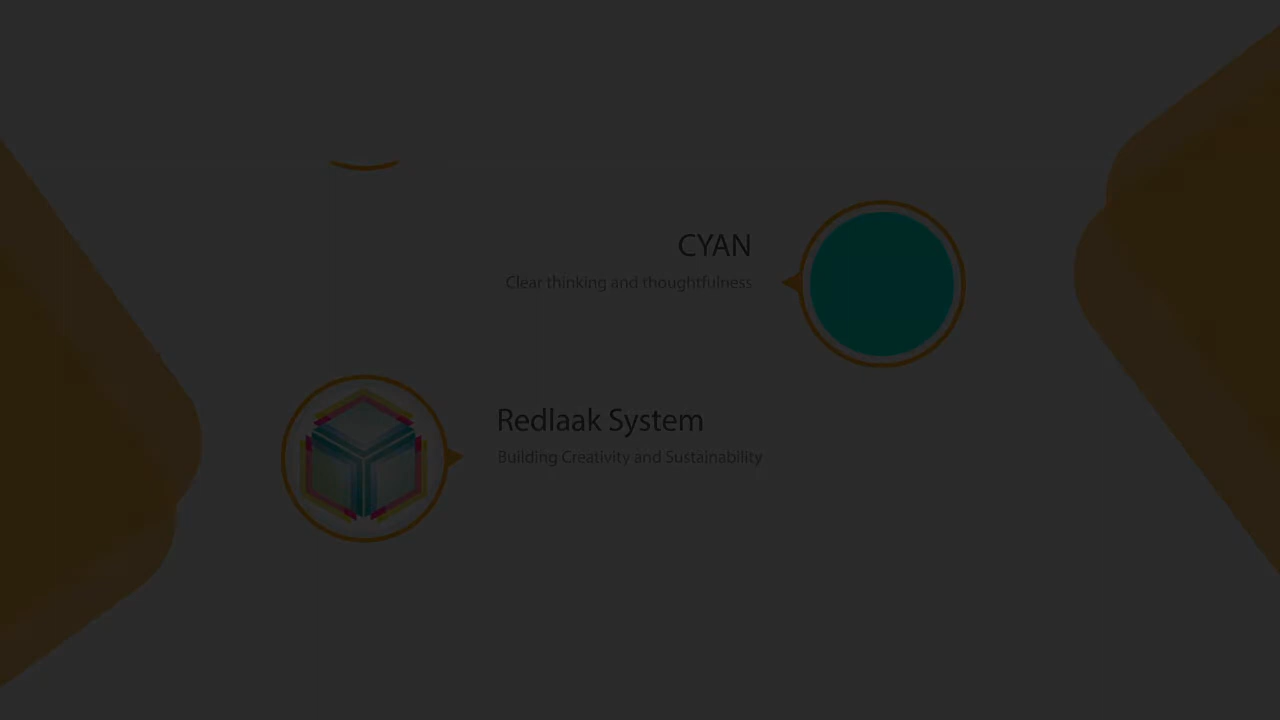 CYAN
Clear thinking and thoughtfulness
Redlaak System
Building Creativity and Sustainability